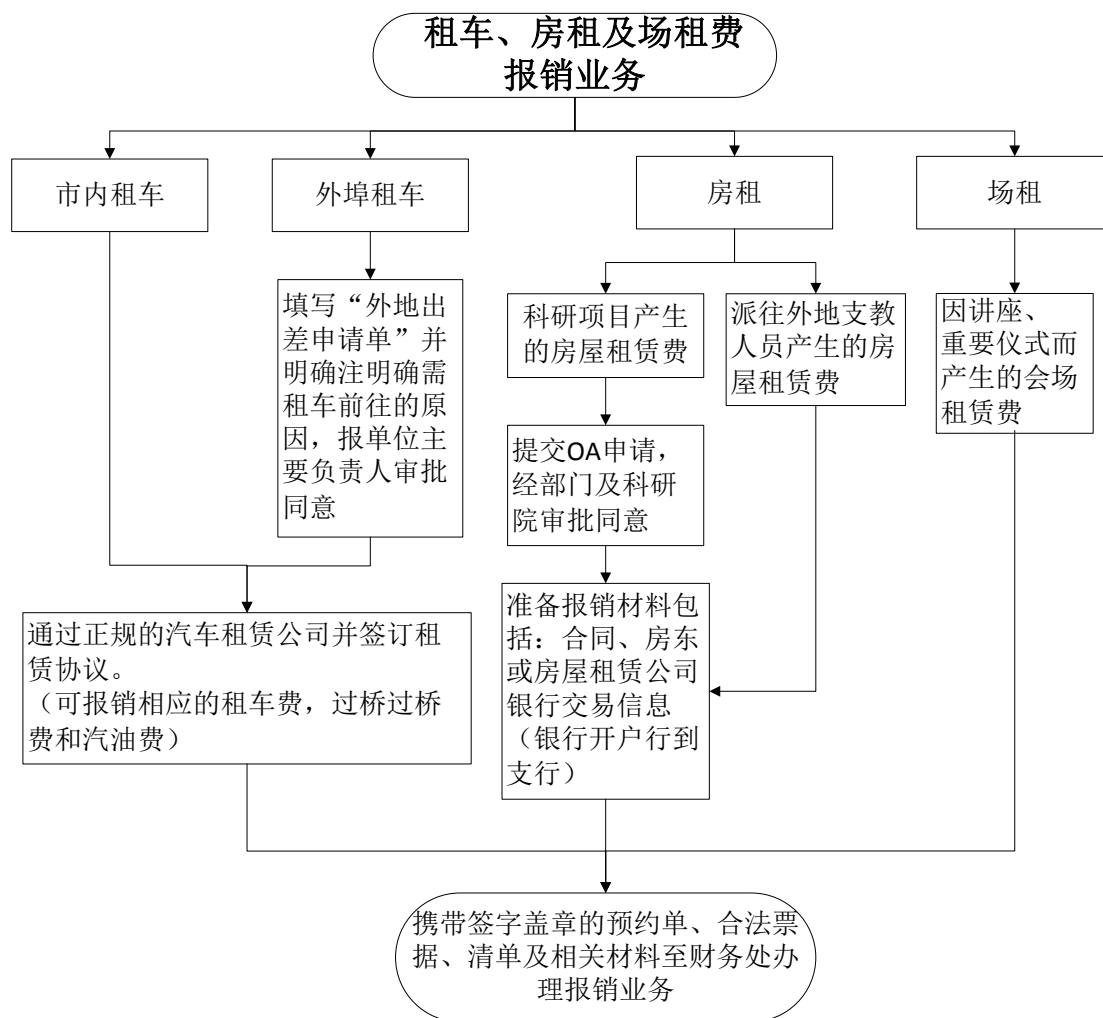 租车、房租及场租费
报销业务
市内租车
外埠租车
房租
场租
填写“外地出
差申请单”并
明确注明确需
租车前往的原
因，报单位主
要负责人审批
同意
科研项目产生
的房屋租赁费
派往外地支教
人员产生的房
屋租赁费
因讲座、
重要仪式而
产生的会场
租赁费
提交OA申请，
经部门及科研
院审批同意
通过正规的汽车租赁公司并签订租
赁协议。
（可报销相应的租车费，过桥过桥
费和汽油费）
准备报销材料包
括：合同、房东
或房屋租赁公司
银行交易信息
（银行开户行到
支行）
携带签字盖章的预约单、合法票
据、清单及相关材料至财务处办
理报销业务